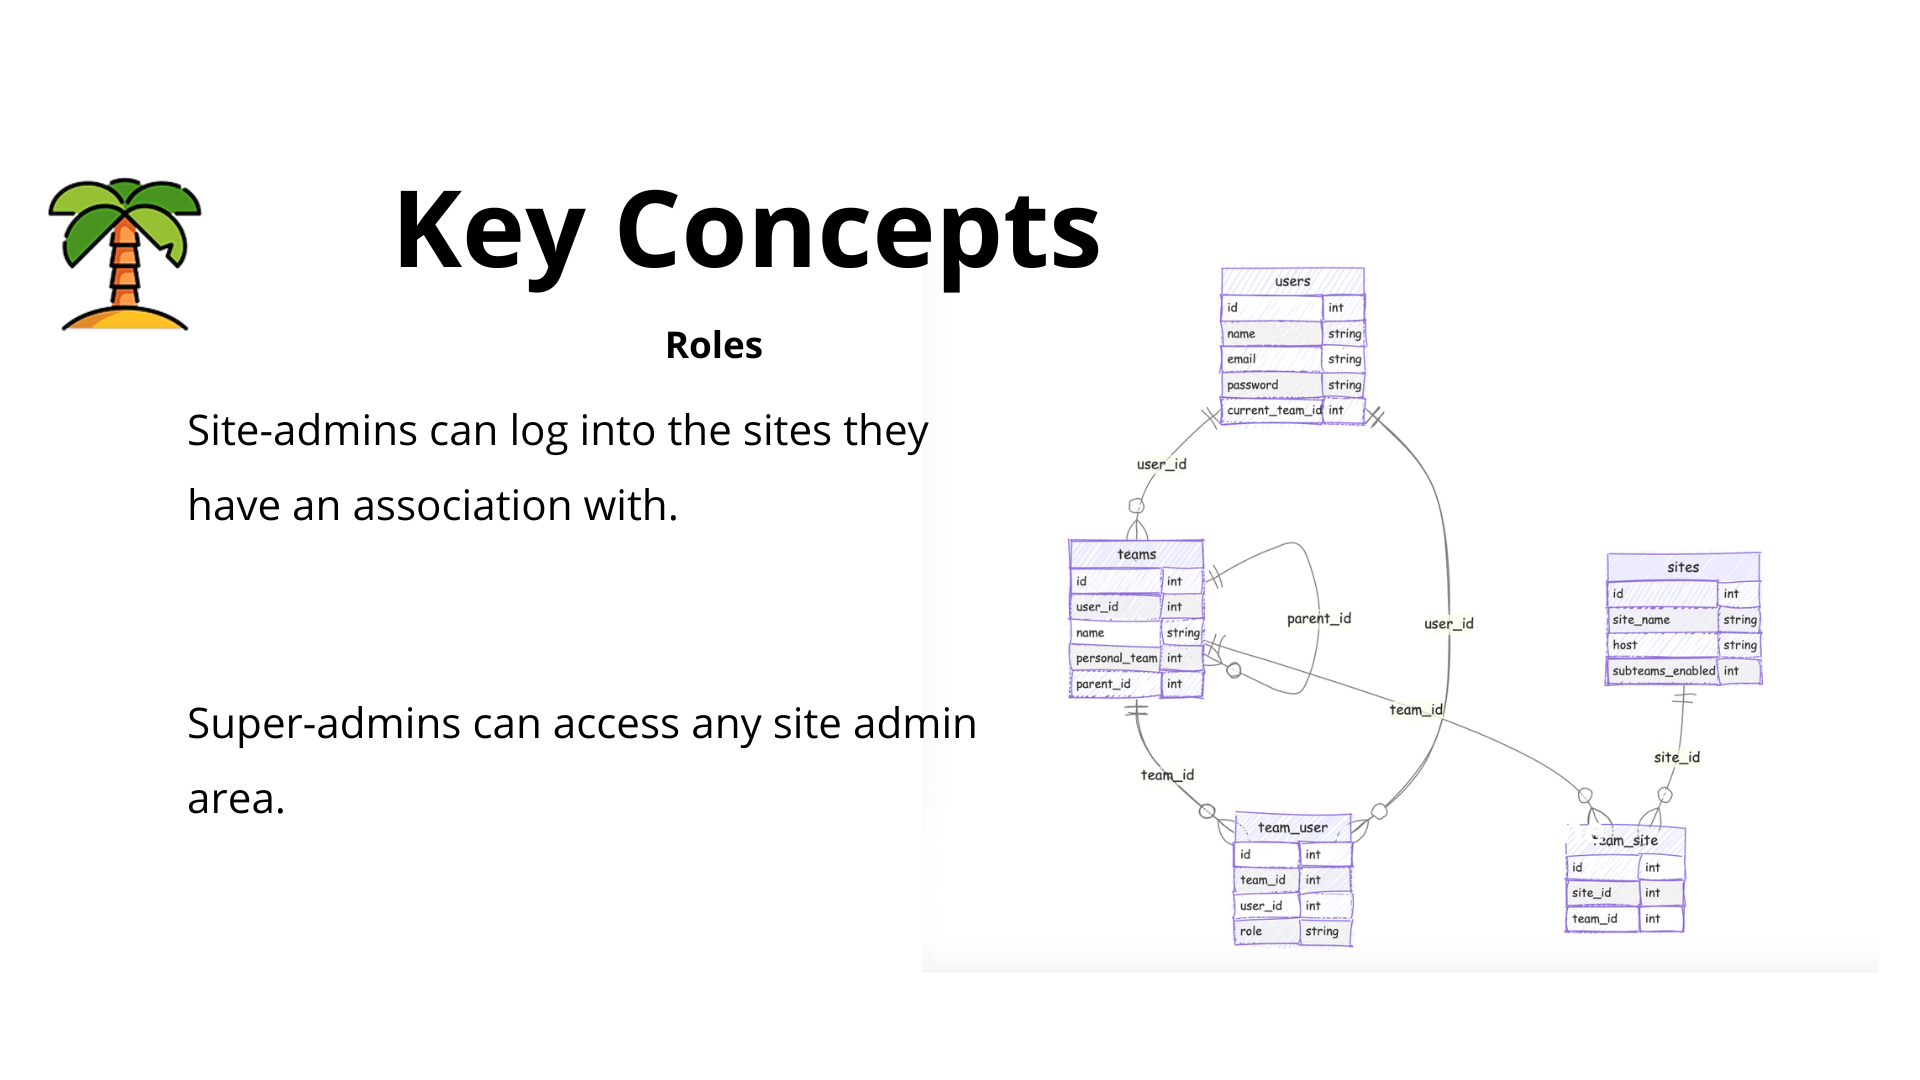 Key Concepts
Roles
Site-admins can log into the sites they
have an association with.
Super-admins can access any site admin
area.
users
id int
name string
email string
password string
current_team_id int
user_id
teams
id int
user_id int
name string
personal_team int
parent_id int
parent_id
user_id
sites
id int
site_name string
host string
subteams_enabled int
team_id
site_id
team_id
team_user
id int
team_id int
user_id int
role string
team_site
id int
site_id int
team_id int